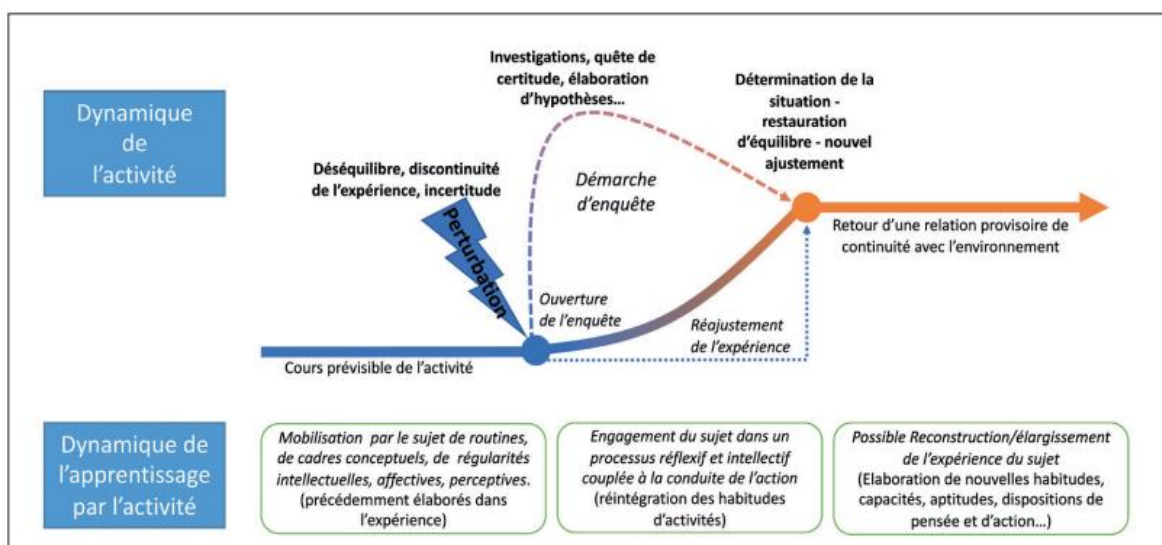 Dynamique
de
l'activité
Investigations, quête de
certitude, élaboration
d'hypothèses…
Détermination de la
situation -
restauration
d'équilibre - nouvel
ajustement
Déséquilibre, discontinuité
de l'expérience, incertitude
Démarche
d'enquête
Perturbation
Retour d'une relation provisoire de
continuité avec l'environnement
Ouverture
de l'enquête
Réajustement
de l'expérience
Cours prévisible de l'activité
Dynamique de
l'apprentissage
par l'activité
Mobilisation par le sujet de routines,
de cadres conceptuels, de régularités
intellectuelles, affectives, perceptives.
(précédemment élaborés dans
l'expérience)
Engagement du sujet dans un
processus réflexif et intellectif
couplée à la conduite de l'action
(réintégration des habitudes
d'activités)
Possible Reconstruction/élargissement
de l'expérience du sujet
(Elaboration de nouvelles habitudes,
capacités, aptitudes, dispositions de
pensée et d'action…)